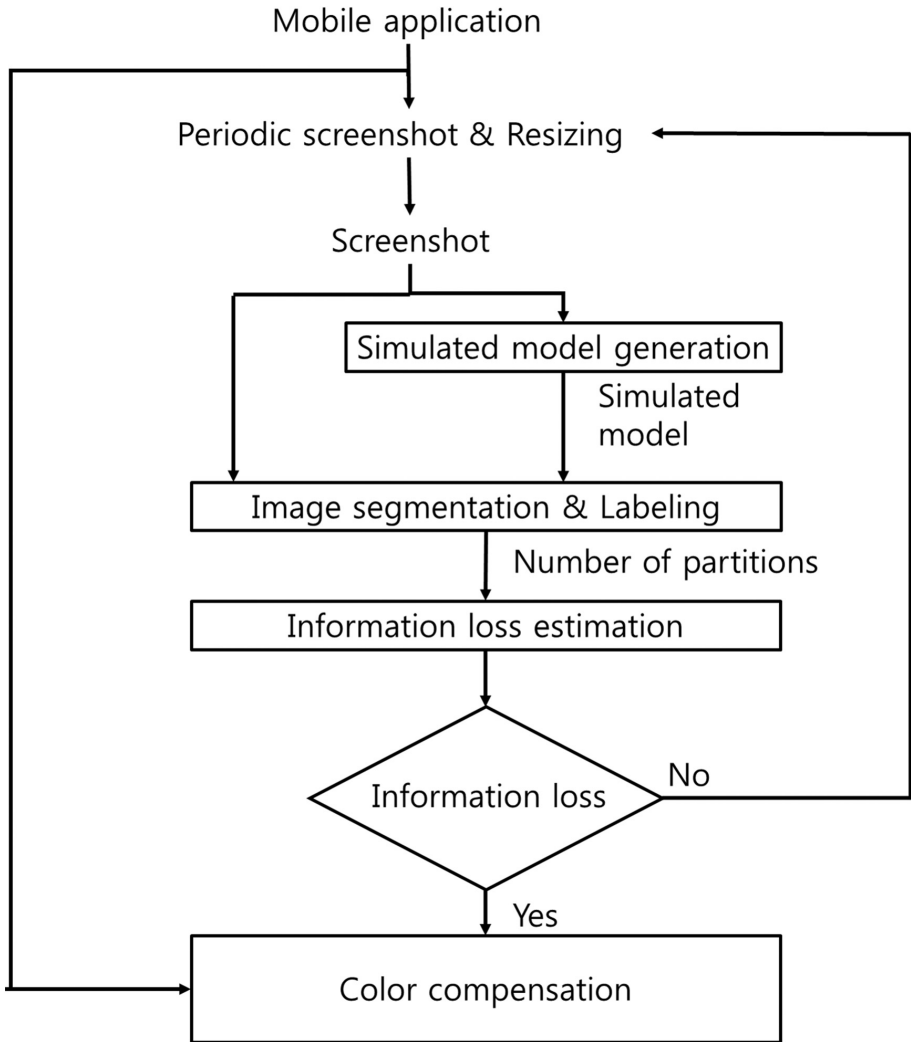 Mobile application
Periodic screenshot & Resizing
Screenshot
Simulated model generation
Simulated
model
Image segmentation & Labeling
Number of partitions
Information loss estimation
No
Information loss
Yes
Color compensation